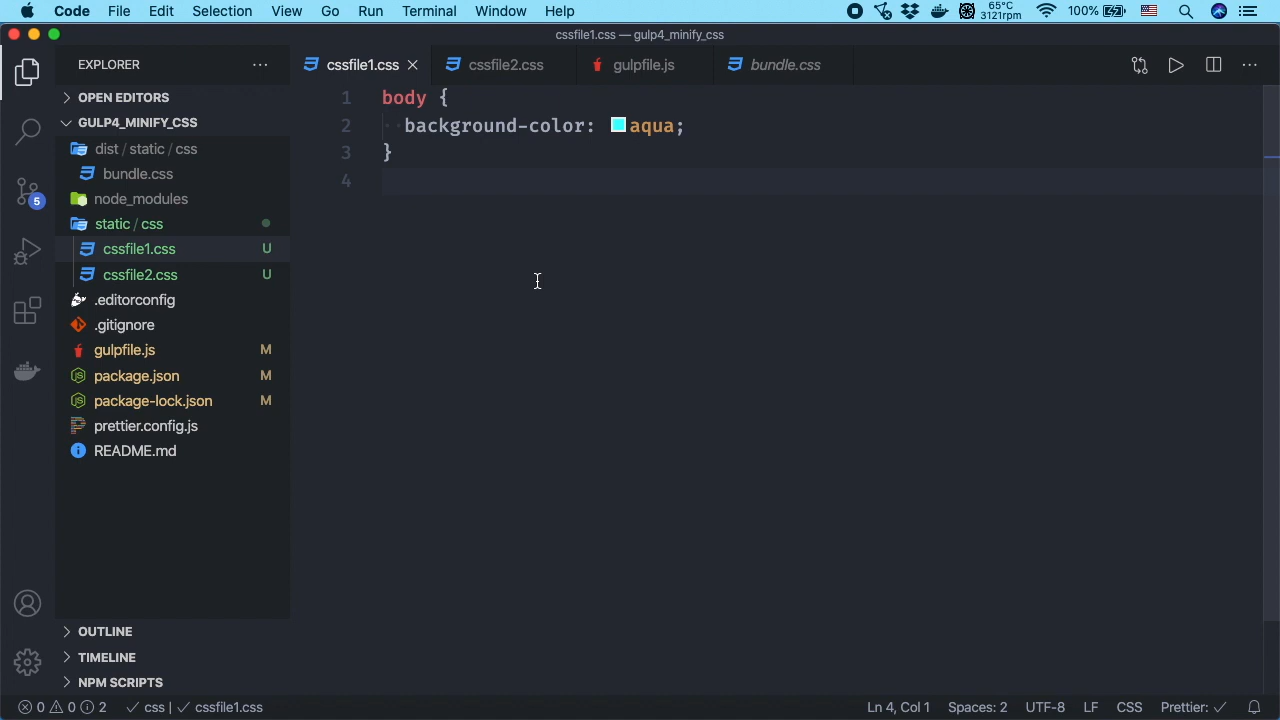 Code File Edit Selection View Go Run Terminal Window Help 65°C 3121rpm 100%
cssfile1.css — gulp4_minify_css
EXPLORER
cssfile1.css
cssfile2.css
gulpfile.js
bundle.css
OPEN EDITORS
GULP4_MINIFY_CSS
dist / static / css
bundle.css
node_modules
static / css
cssfile1.css U
cssfile2.css U
.editorconfig
.gitignore
gulpfile.js M
package.json M
package-lock.json M
prettier.config.js
README.md
5
1 body {
2 background-color: aqua;
3 }
4
OUTLINE
TIMELINE
NPM SCRIPTS
0 0 2 css | cssfile1.css Ln 4, Col 1 Spaces: 2 UTF-8 LF CSS Prettier: